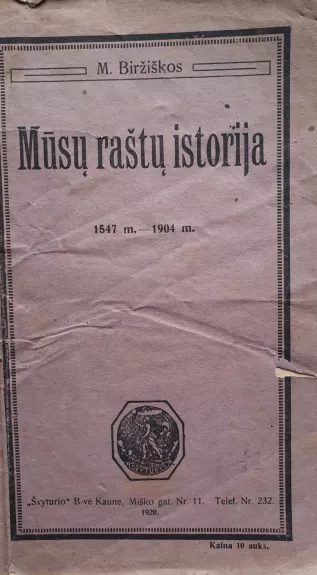 M. Biržiškos
Mūsų raštų istorija
1547 m. — 1904 m.
ŠVYTURYS
„Švyturio" B-vė Kaune, Miško gat. Nr. 11. Telef. Nr. 232.
1920.
Kaina 10 auks.